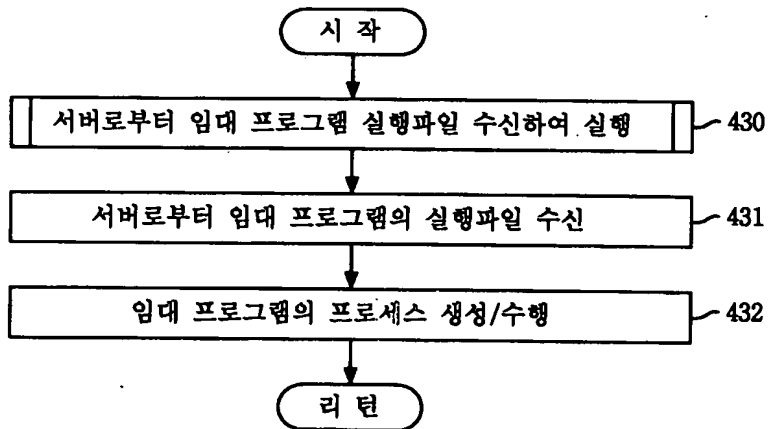 시 작
서버로부터 임대 프로그램 실행파일 수신하여 실행
430
서버로부터 임대 프로그램의 실행파일 수신
431
임대 프로그램의 프로세스 생성/수행
432
리 턴